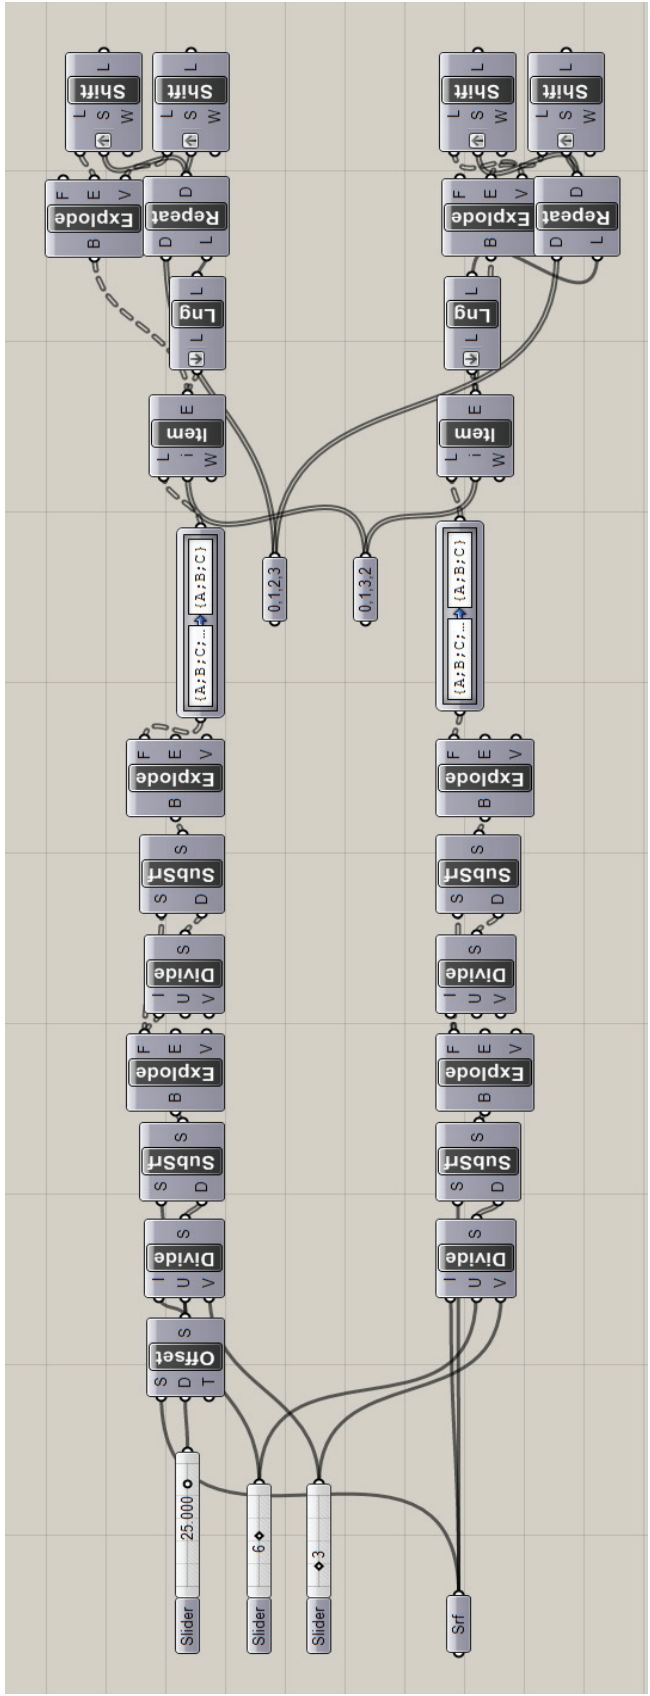 Slider
25.000
Slider
6
Slider
3
Srf
S
D
T
Offset
S
I
U
V
Divide
S
S
D
SubSrf
S
B
Explode
F
E
V
I
U
V
Divide
S
S
D
SubSrf
S
B
Explode
F
E
V
{A;B;C;... {A;B;C}
0,1,2,3
0,1,3,2
L
i
W
Item
E
L
Lng
L
B
Explode
F
E
V
D
L
Repeat
D
L
S
W
Shift
L
L
S
W
Shift
L
I
U
V
Divide
S
S
D
SubSrf
S
B
Explode
F
E
V
I
U
V
Divide
S
S
D
SubSrf
S
B
Explode
F
E
V
{A;B;C;... {A;B;C}
L
i
W
Item
E
L
Lng
L
B
Explode
F
E
V
D
L
Repeat
D
L
S
W
Shift
L
L
S
W
Shift
L